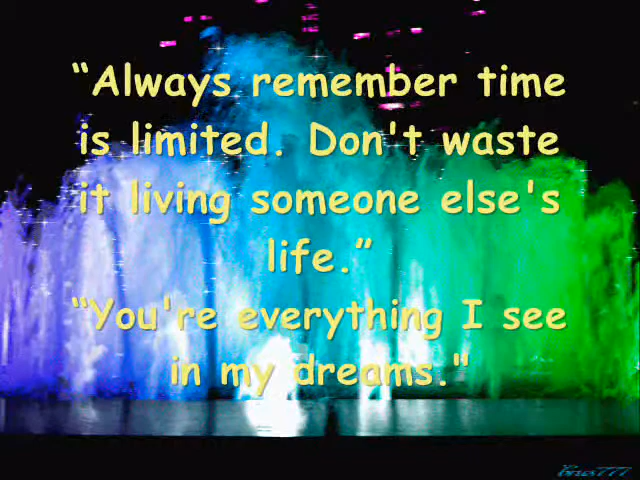 “Always remember time
is limited. Don't waste
it living someone else's
life.”
“You're everything I see
in my dreams."